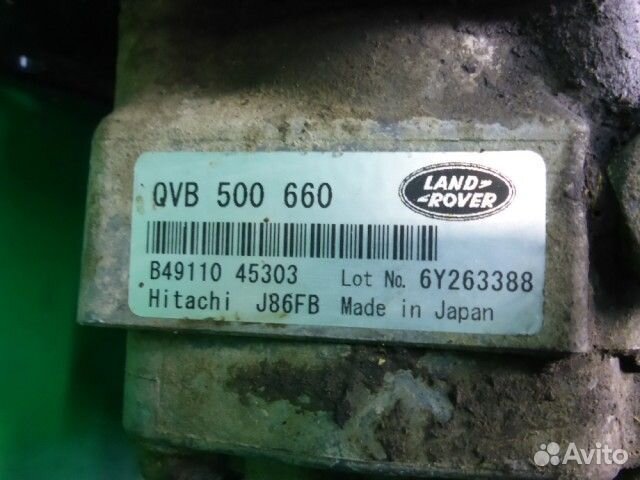 QVB 500 660
LAND-
-ROVER
B49110 45303 Lot No. 6Y263388
Hitachi J86FB Made in Japan
Avito